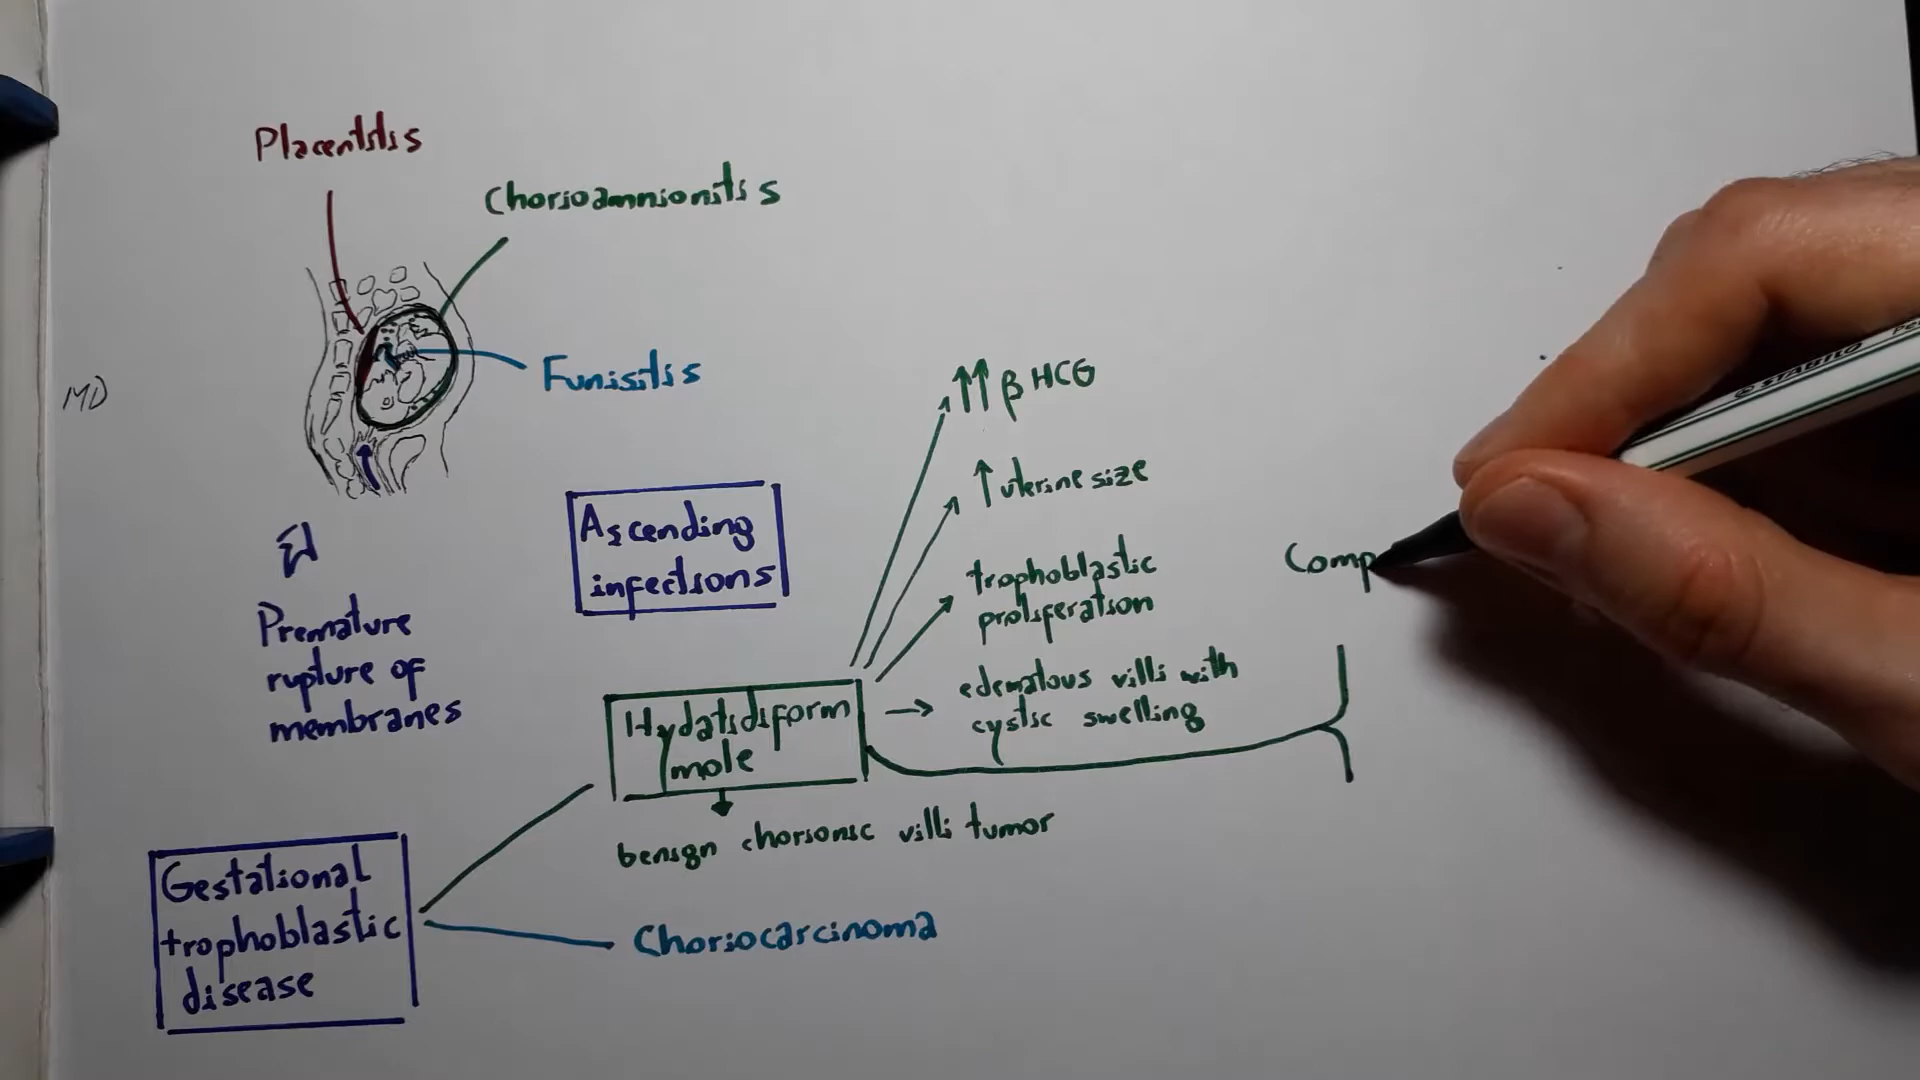 Placentitis
Chorioamnionitis
Funisitis
MD
Ascending
infections
Premature
rupture of
membranes
↑↑ β HCG
↑ uterine size
trophoblastic
proliferation
edematous villi with
cystic swelling
Comp
Hydatidiform
mole
benign chorionic villi tumor
Gestational
trophoblastic
disease
Choriocarcinoma
STABILO